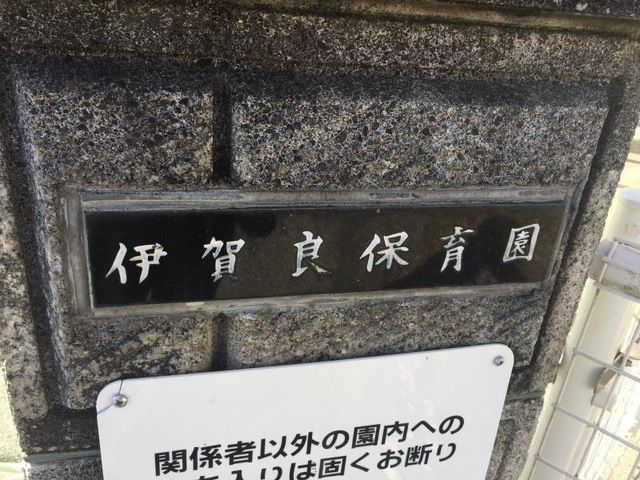 伊賀良保育園
関係者以外の園内への
入りは固くお断り